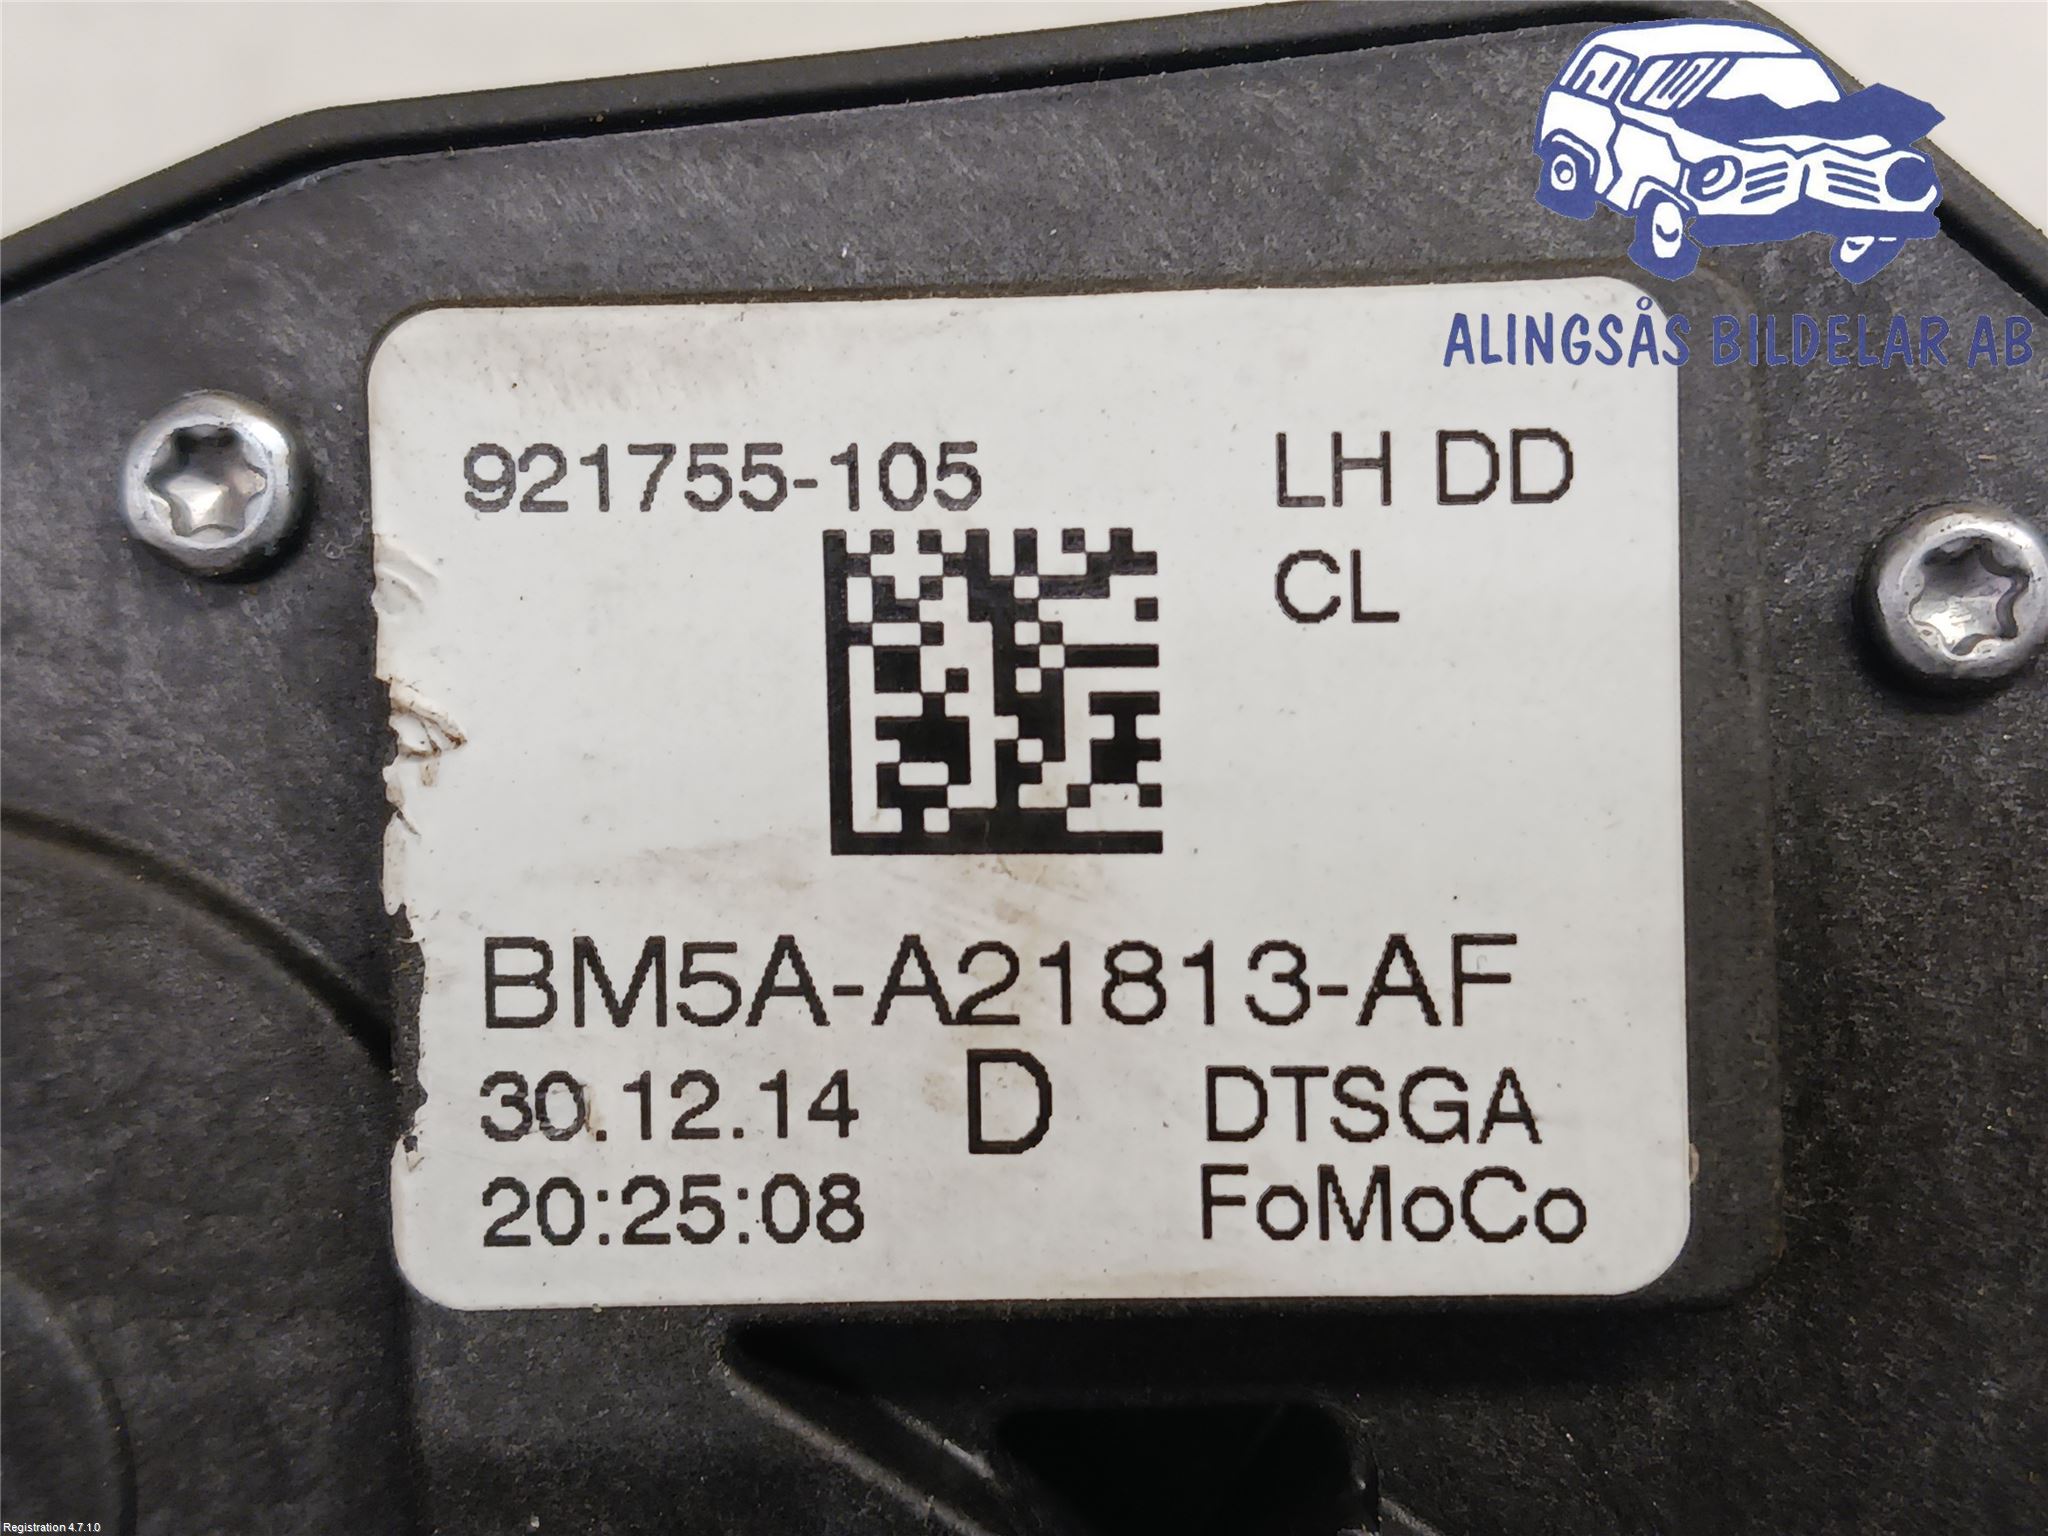 ALINGSÅS BILDELAR AB
921755-105 LH DD
CL
BM5A-A21813-AF
30.12.14 D DTSGA
20:25:08 FoMoCo
Registration 4.7.1.0